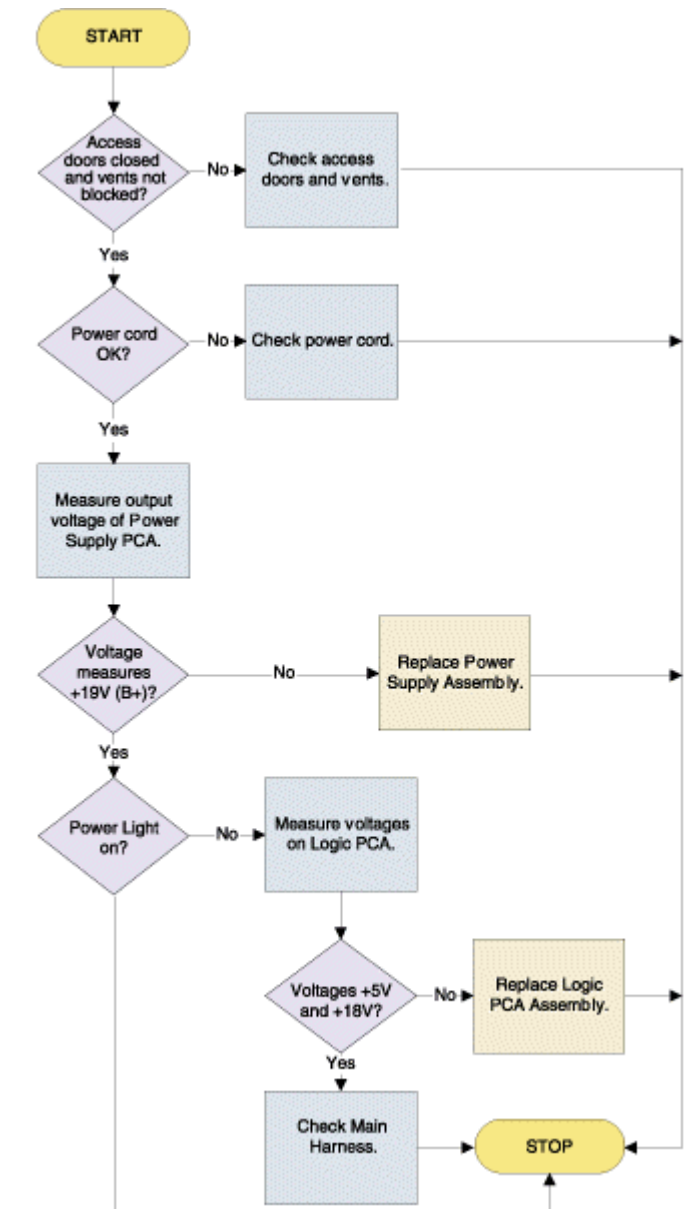 START
Access
doors closed
and vents not
blocked?
No
Check access
doors and vents.
Yes
Power cord
OK?
No
Check power cord.
Yes
Measure output
voltage of Power
Supply PCA.
Voltage
measures
+19V (B+)?
No
Replace Power
Supply Assembly.
Yes
Power Light
on?
No
Measure voltages
on Logic PCA.
Voltages +5V
and +18V?
No
Replace Logic
PCA Assembly.
Yes
Check Main
Harness.
STOP